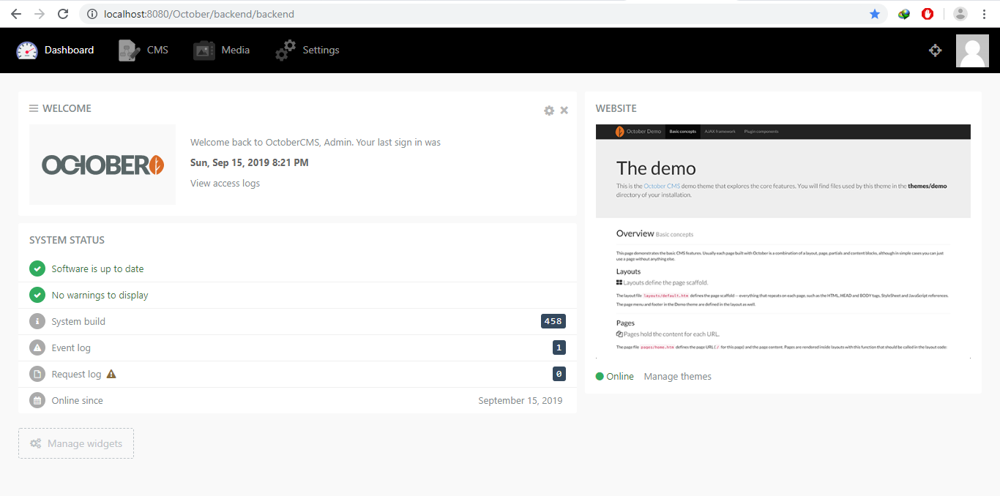 localhost:8080/October/backend/backend
Dashboard CMS Media Settings
WELCOME
OCTOBER
Welcome back to OctoberCMS, Admin. Your last sign in was
Sun, Sep 15, 2019 8:21 PM
View access logs
SYSTEM STATUS
Software is up to date
No warnings to display
System build 458
Event log 1
Request log 0
Online since September 15, 2019
Manage widgets
WEBSITE
October Demo Basic concepts AJAX framework Plugin components
The demo
This is the October CMS demo theme that explores the core features. You will find files used by this theme in the themes/demo
directory of your installation.
Overview Basic concepts
This page demonstrates the basic CMS features. Usually each page built with October is a combination of a layout, page, partials and content blocks, although in simple cases you can just
use a page without anything else.
Layouts
Layouts define the page scaffold.
The layout file layouts/default.htm defines the page scaffold — everything that repeats on each page, such as the HTML, HEAD and BODY tags, StyleSheet and JavaScript references.
The page menu and footer in the Demo theme are defined in the layout as well.
Pages
Pages hold the content for each URL.
The page file pages/home.htm defines the page URL ( / for this page) and the page content. Pages are rendered inside layouts with this function that should be called in the layout code:
Online Manage themes